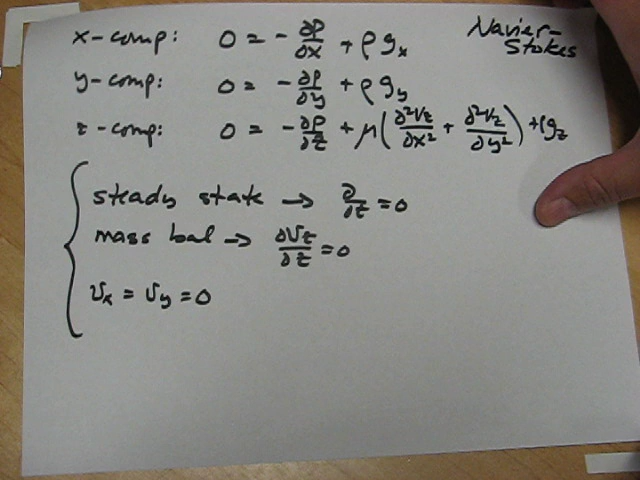 x-comp: 0 = -∂P/∂x + ρg_x Navier-
Stokes
y-comp: 0 = -∂P/∂y + ρg_y
z-comp: 0 = -∂P/∂z + μ(∂²v_z/∂x² + ∂²v_z/∂y²) + ρg_z
steady state → ∂/∂t = 0
mass bal → ∂v_z/∂z = 0
v_x = v_y = 0